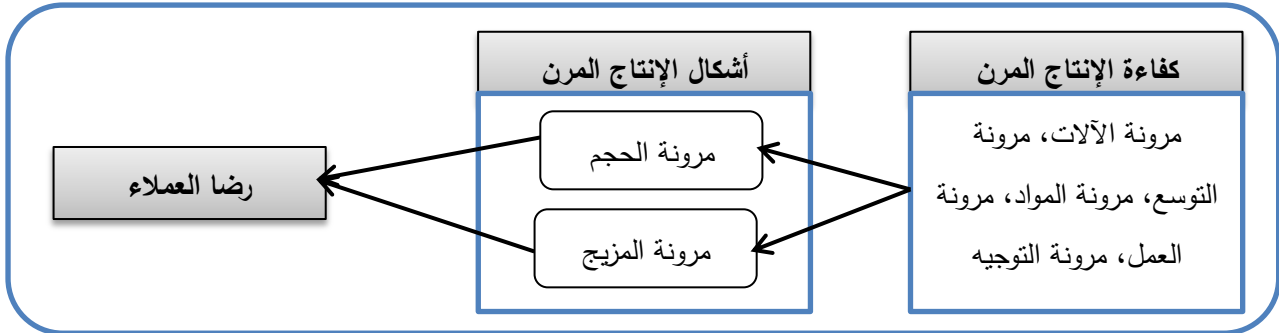 كفاءة الإنتاج المرن
مرونة الآلات، مرونة
التوسع، مرونة المواد، مرونة
العمل، مرونة التوجيه
أشكال الإنتاج المرن
مرونة الحجم
مرونة المزيج
رضا العملاء